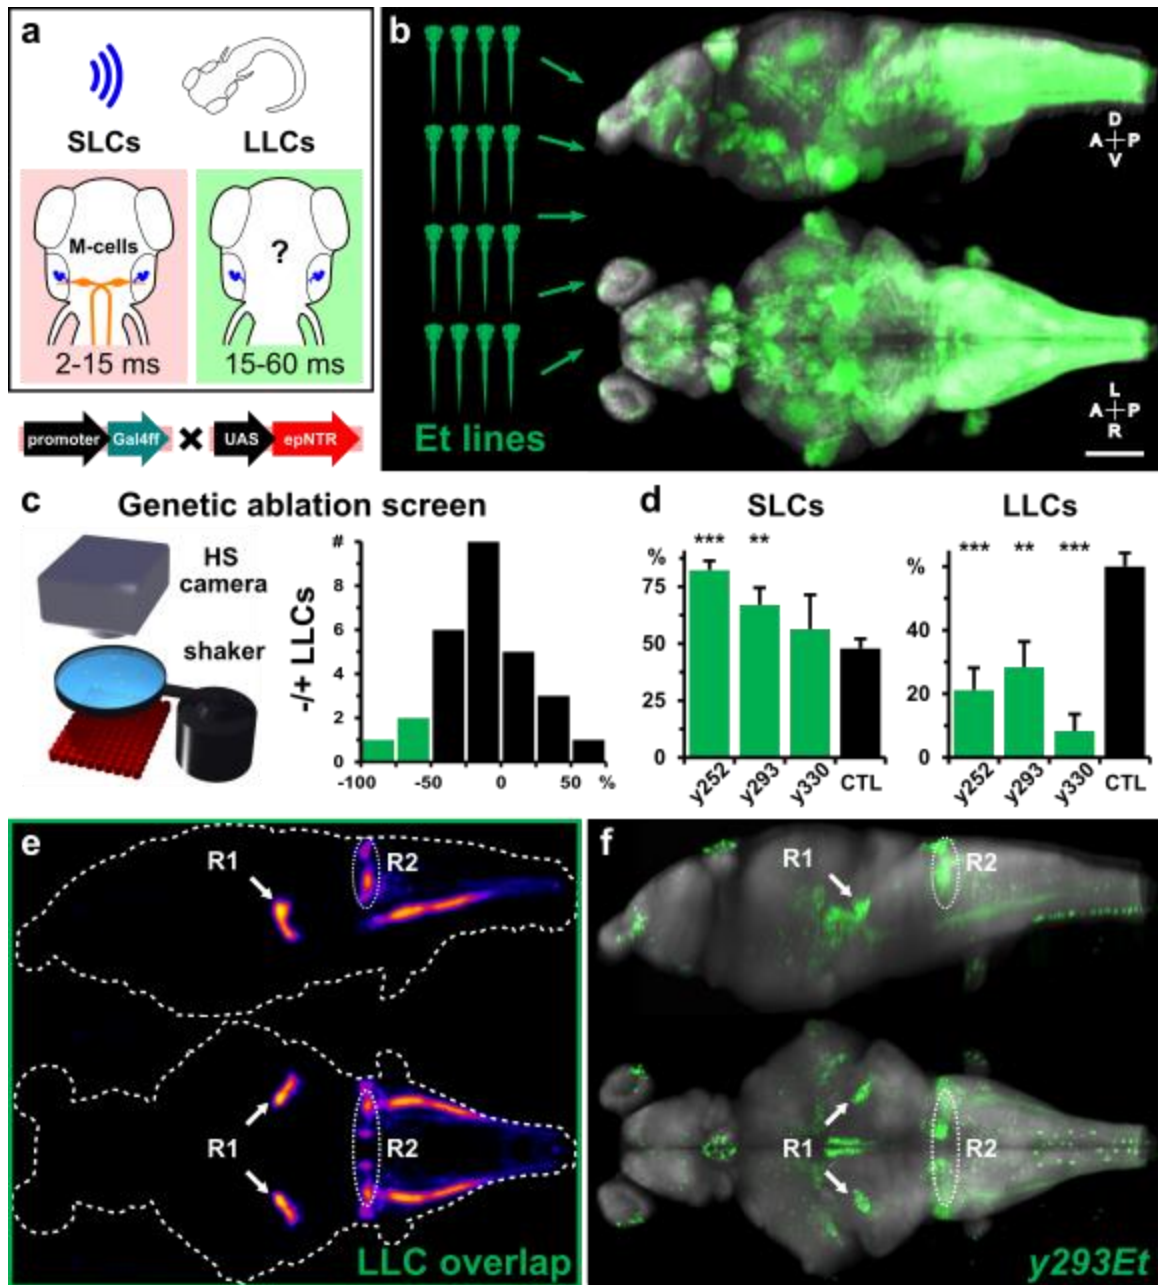 a
SLCs
LLCs
M-cells
?
2-15 ms
15-60 ms
promoter
Gal4ff
UAS
epNTR
b
Et lines
D
A P
V
L
A P
R
c
Genetic ablation screen
HS
camera
shaker
-/+ LLCs
#
8
6
4
2
0
-100
-50
0
50
%
d
SLCs
%
75
50
25
0
***
**
y252
y293
y330
CTL
LLCs
%
40
20
0
***
**
***
y252
y293
y330
CTL
e
R1
R2
R1
R2
LLC overlap
f
R1
R2
R1
R2
y293Et